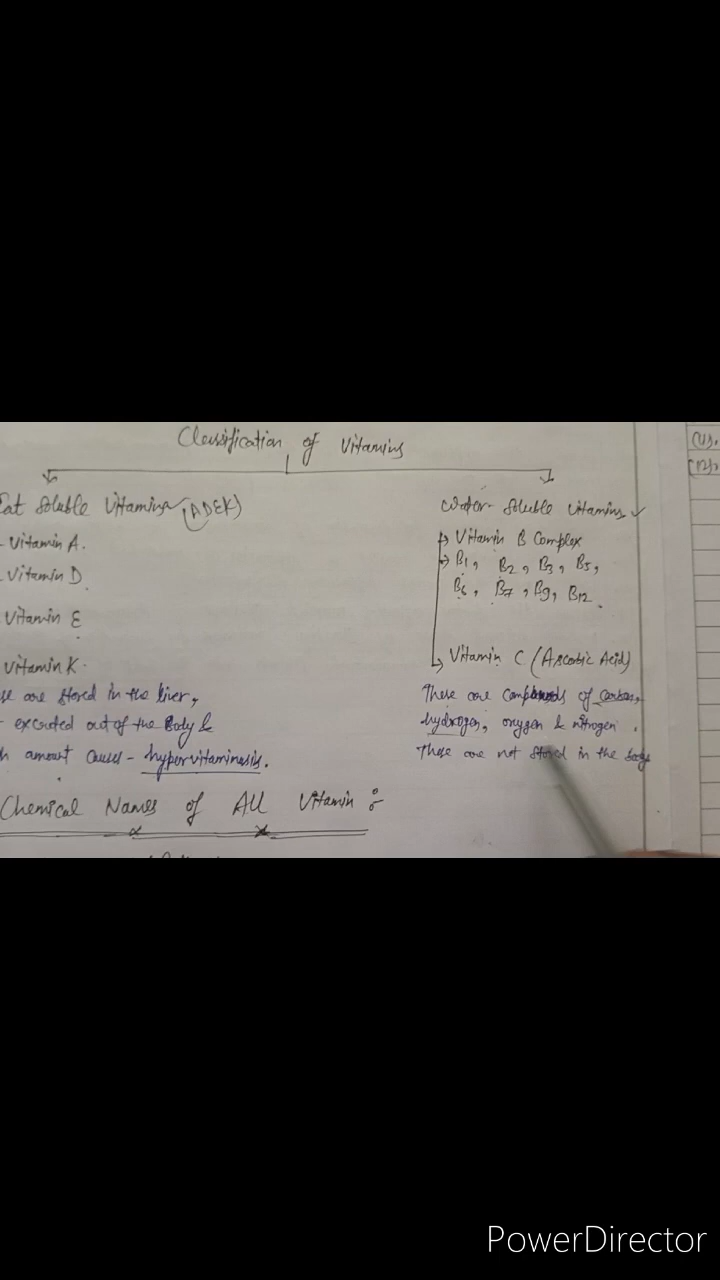 Classification of Vitamins
Fat Soluble Vitamins (ADEK)
- Vitamin A.
- Vitamin D
Vitamin E
Vitamin K.
se are stored in the liver,
excreted out of the Body &
h amount causes - hypervitaminosis.
Water- Soluble Vitamins
Vitamin B Complex
B1, B2, B3, B5,
B6, B7, B9, B12
Vitamin C (Ascorbic Acid)
These are compounds of carbon,
hydrogen, oxygen & nitrogen.
These are not stored in the body
Chemical Names of All Vitamin :
PowerDirector